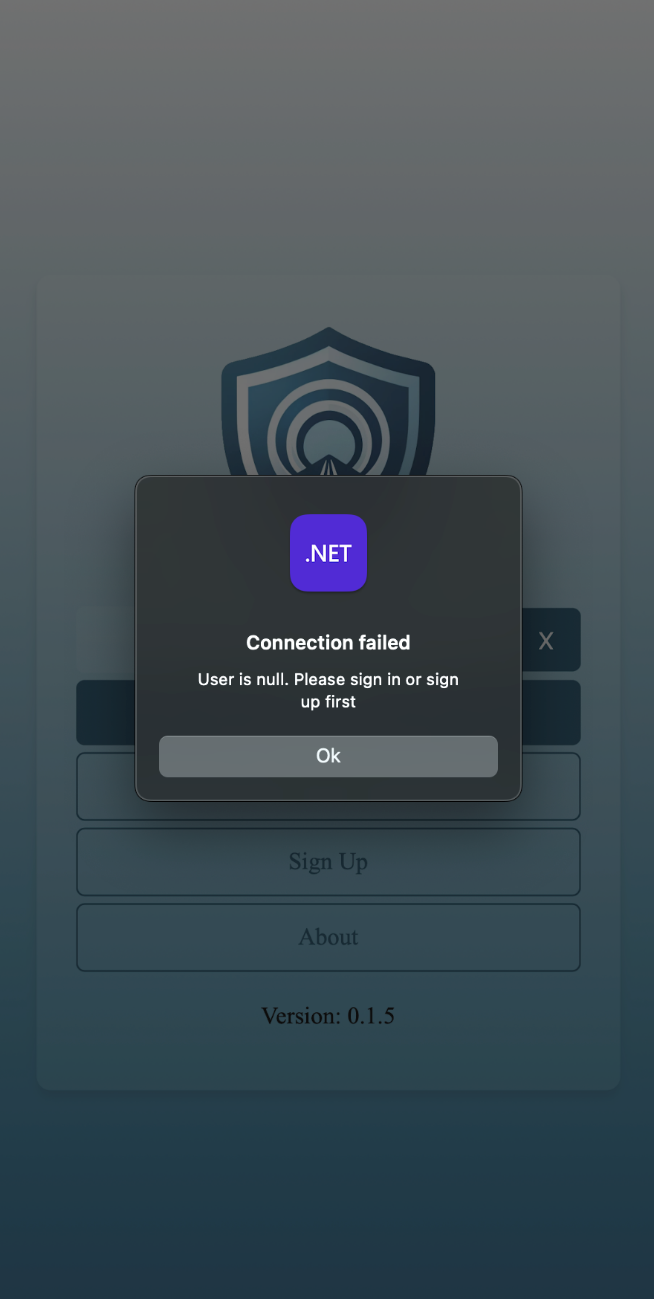 .NET
Connection failed
User is null. Please sign in or sign
up first
X
Ok
Sign Up
About
Version: 0.1.5